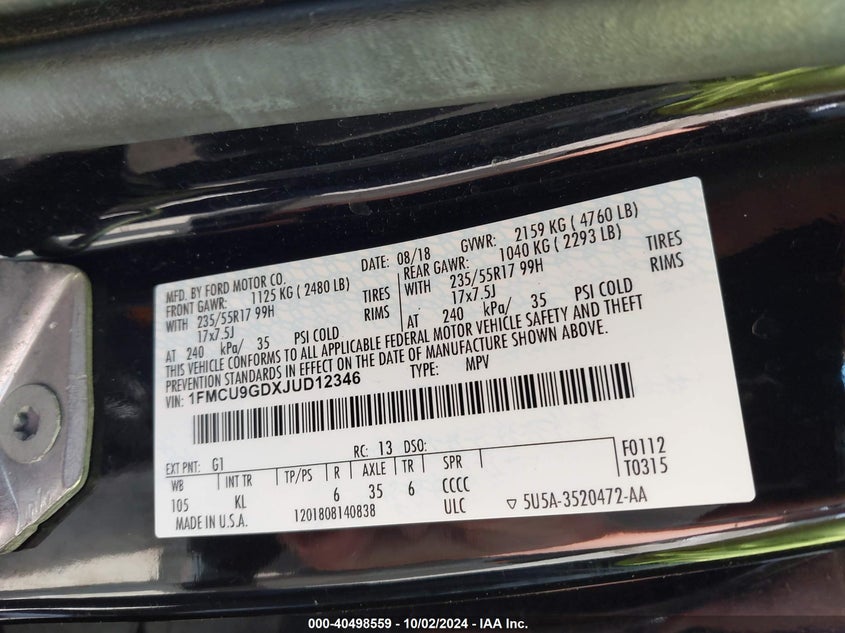 MFD. BY FORD MOTOR CO. DATE: 08/18 GVWR: 2159 KG ( 4760 LB)
FRONT GAWR: 1125 KG ( 2480 LB) REAR GAWR: 1040 KG ( 2293 LB)
WITH 235/55R17 99H TIRES 235/55R17 99H TIRES
17x7.5J RIMS 17x7.5J RIMS
AT 240 kPa/ 35 PSI COLD AT 240 kPa/ 35 PSI COLD
THIS VEHICLE CONFORMS TO ALL APPLICABLE FEDERAL MOTOR VEHICLE SAFETY AND THEFT
PREVENTION STANDARDS IN EFFECT ON THE DATE OF MANUFACTURE SHOWN ABOVE.
VIN: 1FMCU9GDXJUD12346 TYPE: MPV
EXT PNT: G1 RC: 13 DSO: F0112
WB INT TR TP/PS R AXLE TR SPR T0315
105 KL 6 35 6 CCCC
MADE IN U.S.A. 1201808140838 ULC ▽ 5U5A-3520472-AA
000-40498559 - 10/02/2024 - IAA Inc.